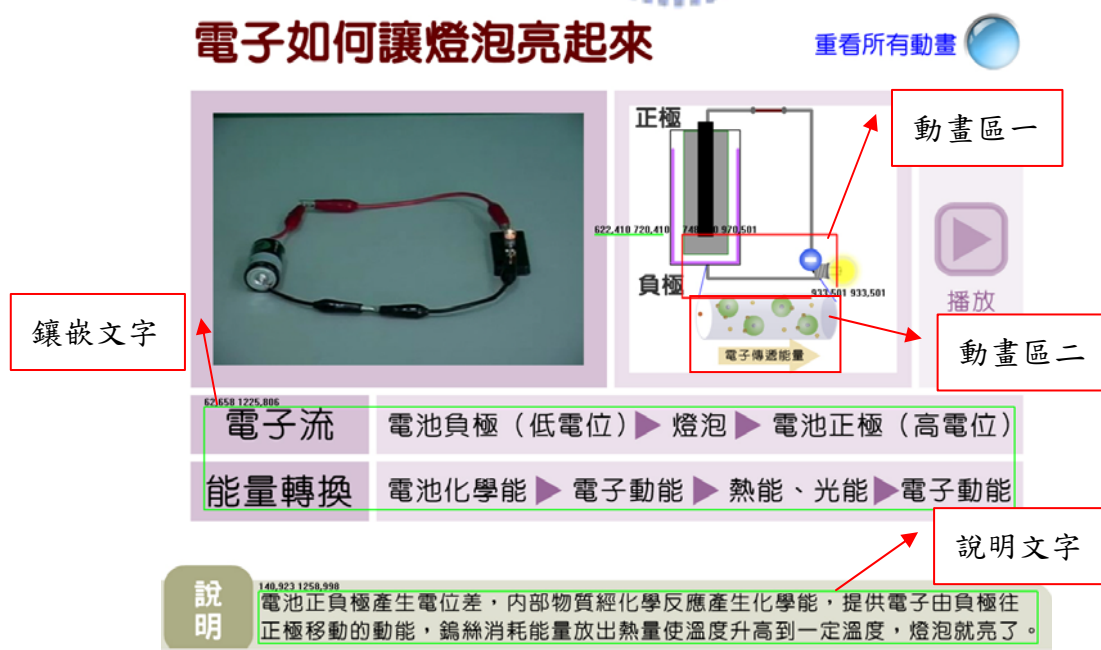 電子如何讓燈泡亮起來
重看所有動畫
正極
動畫區一
622,410 720,410
970,501
負極
933,501 933,501
播放
鑲嵌文字
動畫區二
電子傳遞能量
62,658 1225,806
電子流
電池負極（低電位）▶ 燈泡 ▶ 電池正極（高電位）
能量轉換
電池化學能 ▶ 電子動能 ▶ 熱能、光能 ▶ 電子動能
說明文字
說明
140,923 1258,998
電池正負極產生電位差，內部物質經化學反應產生化學能，提供電子由負極往
正極移動的動能，鎢絲消耗能量放出熱量使溫度升高到一定溫度，燈泡就亮了。